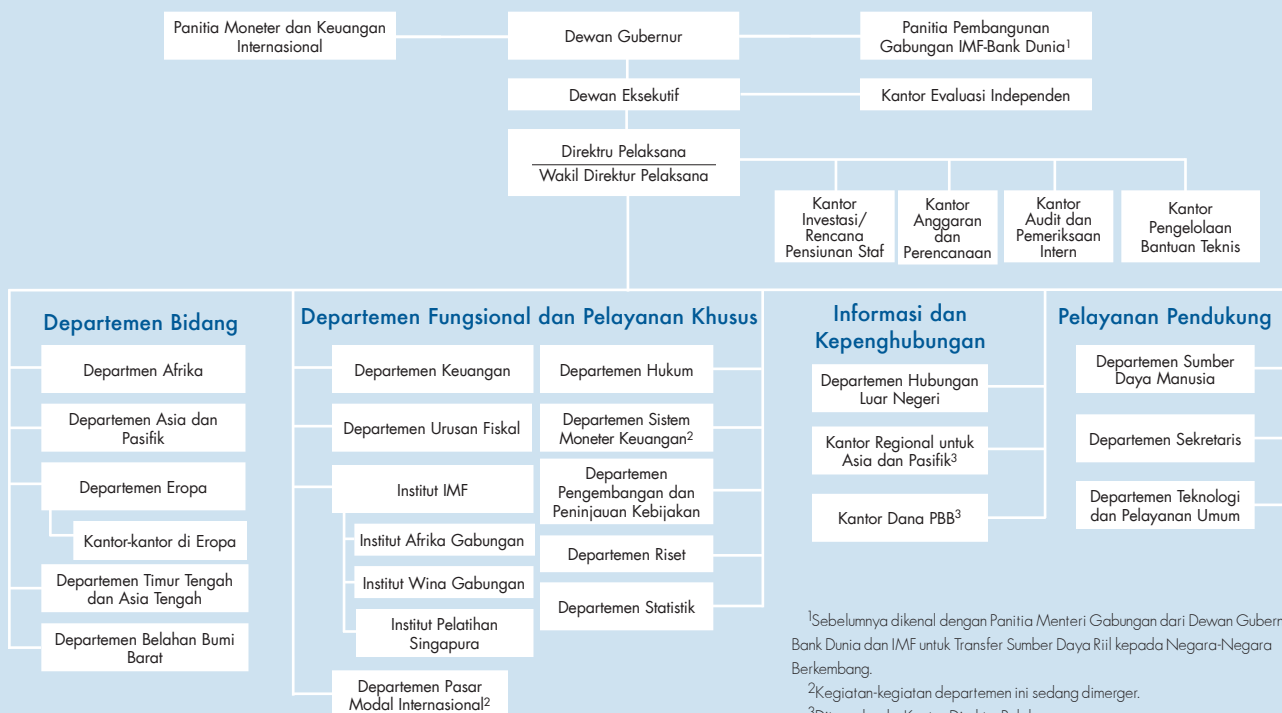 Panitia Moneter dan Keuangan
Internasional
Dewan Gubernur
Panitia Pembangunan
Gabungan IMF-Bank Dunia1
Dewan Eksekutif
Kantor Evaluasi Independen
Direktru Pelaksana
Wakil Direktur Pelaksana
Kantor
Investasi/
Rencana
Pensiunan Staf
Kantor
Anggaran
dan
Perencanaan
Kantor
Audit dan
Pemeriksaan
Intern
Kantor
Pengelolaan
Bantuan Teknis
Departemen Bidang
Departmen Afrika
Departemen Asia dan
Pasifik
Departemen Eropa
Kantor-kantor di Eropa
Departemen Timur Tengah
dan Asia Tengah
Departemen Belahan Bumi
Barat
Departemen Fungsional dan Pelayanan Khusus
Departemen Keuangan
Departemen Urusan Fiskal
Institut IMF
Institut Afrika Gabungan
Institut Wina Gabungan
Institut Pelatihan
Singapura
Departemen Pasar
Modal Internasional2
Departemen Hukum
Departemen Sistem
Moneter Keuangan2
Departemen
Pengembangan dan
Peninjauan Kebijakan
Departemen Riset
Departemen Statistik
Informasi dan
Kepenghubungan
Departemen Hubungan
Luar Negeri
Kantor Regional untuk
Asia dan Pasifik3
Kantor Dana PBB3
Pelayanan Pendukung
Departemen Sumber
Daya Manusia
Departemen Sekretaris
Departemen Teknologi
dan Pelayanan Umum
1Sebelumnya dikenal dengan Panitia Menteri Gabungan dari Dewan Gubern
Bank Dunia dan IMF untuk Transfer Sumber Daya Riil kepada Negara-Negara
Berkembang.
2Kegiatan-kegiatan departemen ini sedang dimerger.